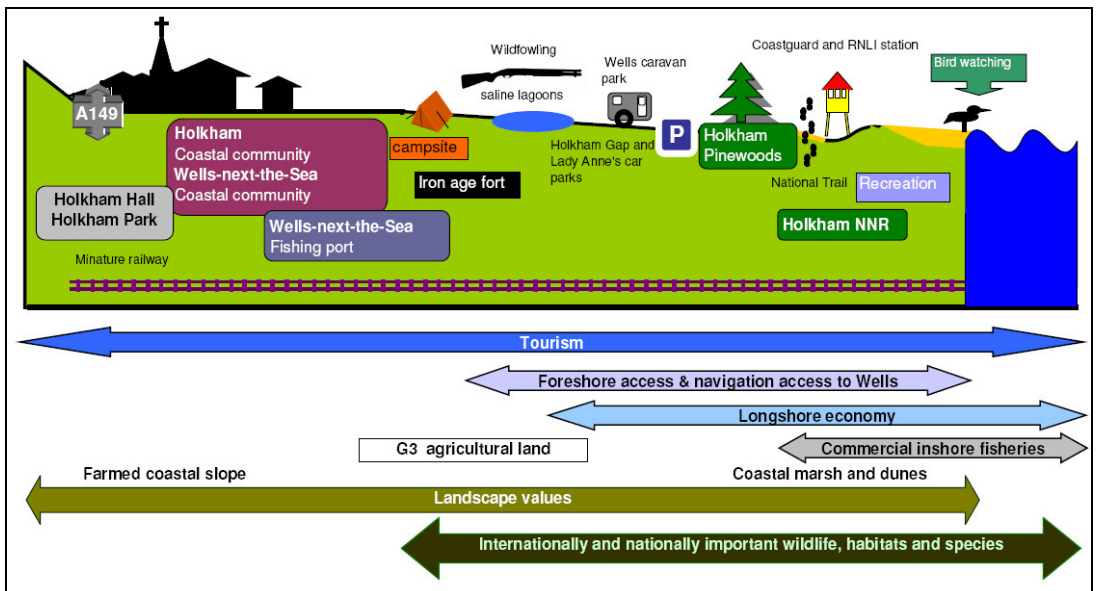 Wildfowling
Coastguard and RNLI station
Wells caravan
park
Bird watching
saline lagoons
A149
P
Holkham
Coastal community
Wells-next-the-Sea
Coastal community
campsite
Holkham Gap and
Lady Anne's car
parks
Holkham
Pinewoods
Iron age fort
National Trail
Recreation
Holkham Hall
Holkham Park
Wells-next-the-Sea
Fishing port
Holkham NNR
Minature railway
Tourism
Foreshore access & navigation access to Wells
Longshore economy
G3 agricultural land
Commercial inshore fisheries
Farmed coastal slope
Coastal marsh and dunes
Landscape values
Internationally and nationally important wildlife, habitats and species